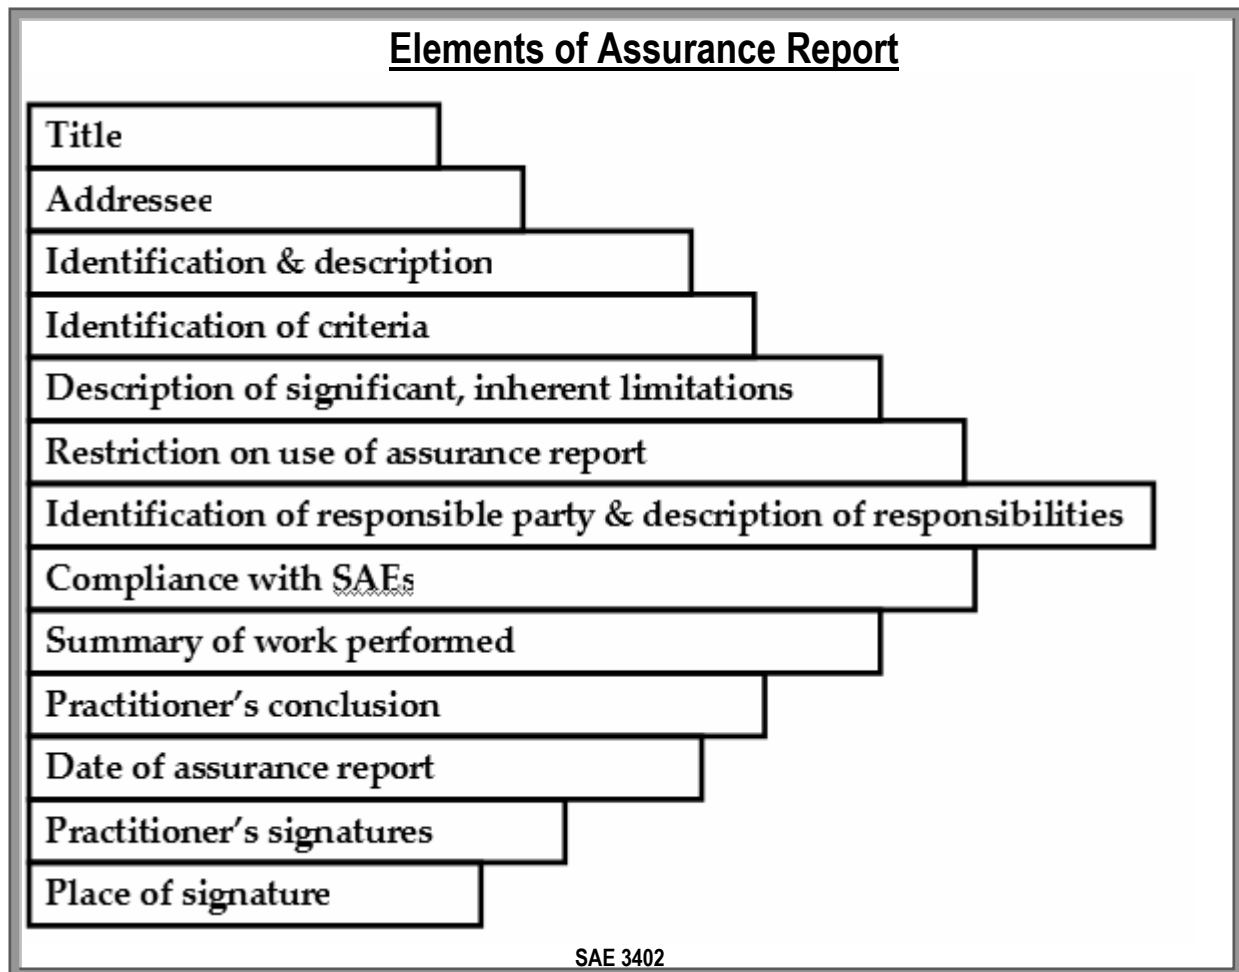 Elements of Assurance Report
Title
Addressee
Identification & description
Identification of criteria
Description of significant, inherent limitations
Restriction on use of assurance report
Identification of responsible party & description of responsibilities
Compliance with SAEs
Summary of work performed
Practitioner’s conclusion
Date of assurance report
Practitioner’s signatures
Place of signature
SAE 3402